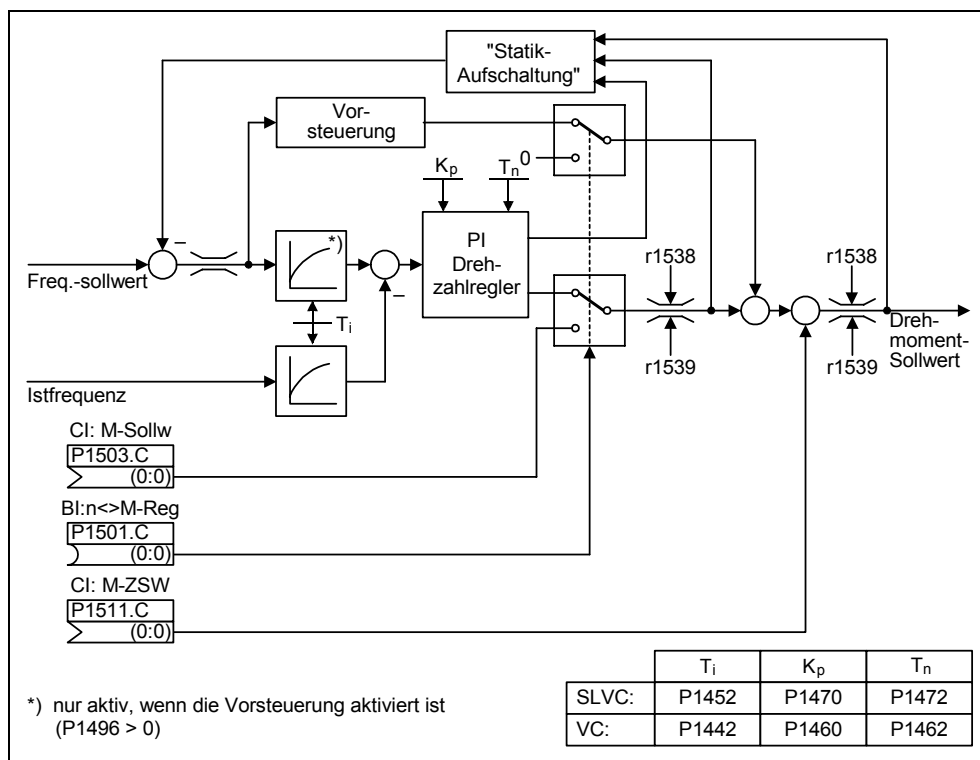 "Statik-
Aufschaltung"
Vor-
steuerung
0
Kp
Tn
*)
PI
Dreh-
zahlregler
–
–
Freq.-sollwert
Ti
Istfrequenz
r1538
r1538
r1539
r1539
Dreh-
moment-
Sollwert
CI: M-Sollw
P1503.C
(0:0)
BI:n<>M-Reg
P1501.C
(0:0)
CI: M-ZSW
P1511.C
(0:0)
*) nur aktiv, wenn die Vorsteuerung aktiviert ist
(P1496 > 0)
Ti Kp Tn
SLVC: P1452 P1470 P1472
VC: P1442 P1460 P1462